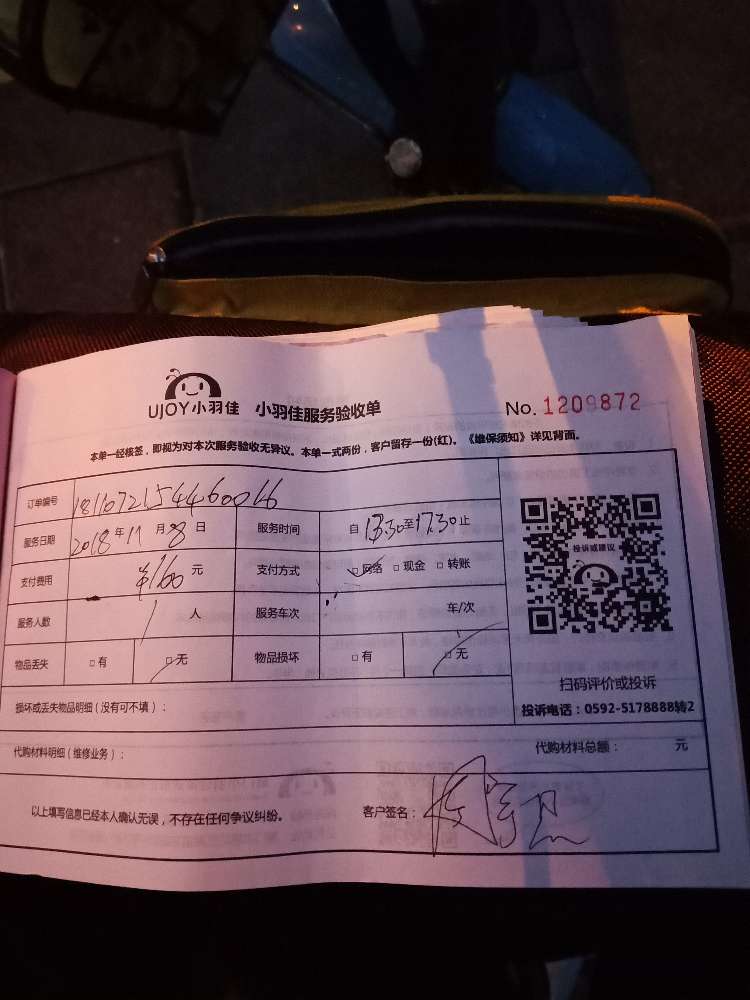 UJOY小羽佳 小羽佳服务验收单 No. 1209872
本单一经核签，即视为对本次服务验收无异议。本单一式两份，客户留存一份(红)。《维保须知》详见背面。
订单编号 1811072154460016
服务日期 2018年11月8日 服务时间 自13:30至17:30止
支付费用 ¥160元 支付方式 □网络 □现金 □转账
投诉或建议
服务人数 1人 服务车次 车/次
物品丢失 □有 □无 物品损坏 □有 □无
扫码评价或投诉
投诉电话：0592-5178888转2
损坏或丢失物品明细（没有可不填）：
代购材料明细（维修业务）： 代购材料总额： 元
以上填写信息已经本人确认无误，不存在任何争议纠纷。 客户签名：